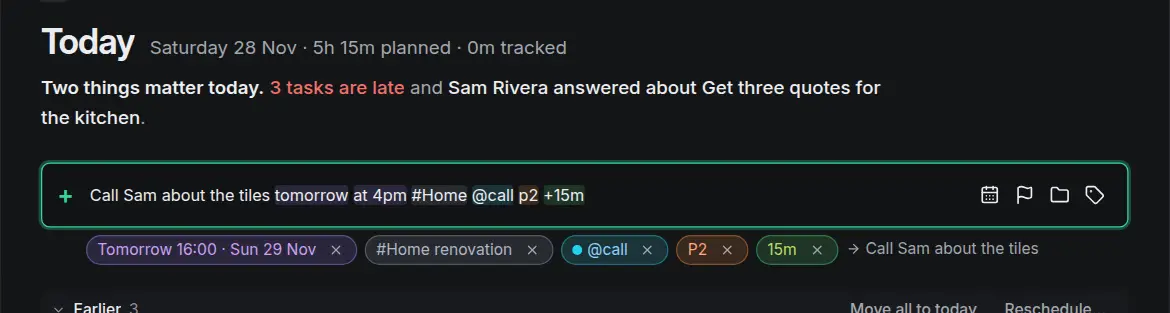 Today Saturday 28 Nov · 5h 15m planned · 0m tracked
Two things matter today. 3 tasks are late and Sam Rivera answered about Get three quotes for
the kitchen.
+ Call Sam about the tiles tomorrow at 4pm #Home @call p2 +15m
Tomorrow 16:00 · Sun 29 Nov × #Home renovation × @call × P2 × 15m × → Call Sam about the tiles
Earlier 3 Move all to today Reschedule...